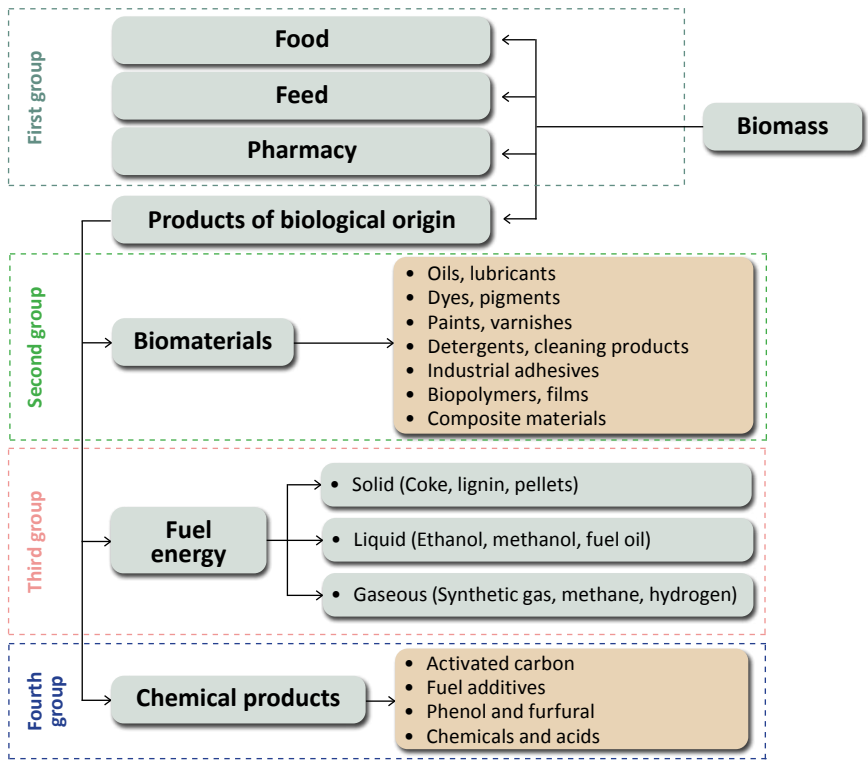 First group
Food
Feed
Pharmacy
Biomass
Products of biological origin
Second group
Biomaterials
• Oils, lubricants
• Dyes, pigments
• Paints, varnishes
• Detergents, cleaning products
• Industrial adhesives
• Biopolymers, films
• Composite materials
Third group
Fuel
energy
• Solid (Coke, lignin, pellets)
• Liquid (Ethanol, methanol, fuel oil)
• Gaseous (Synthetic gas, methane, hydrogen)
Fourth
group
Chemical products
• Activated carbon
• Fuel additives
• Phenol and furfural
• Chemicals and acids